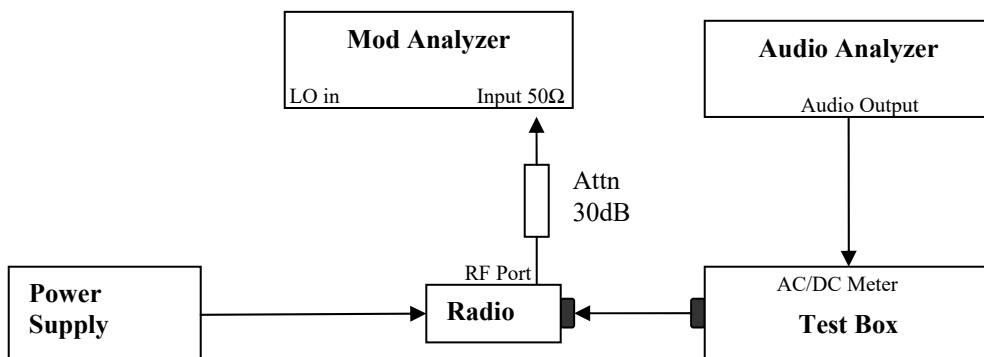 Mod Analyzer
LO in
Input 50Ω
Audio Analyzer
Audio Output
Attn
30dB
RF Port
Power
Supply
Radio
AC/DC Meter
Test Box